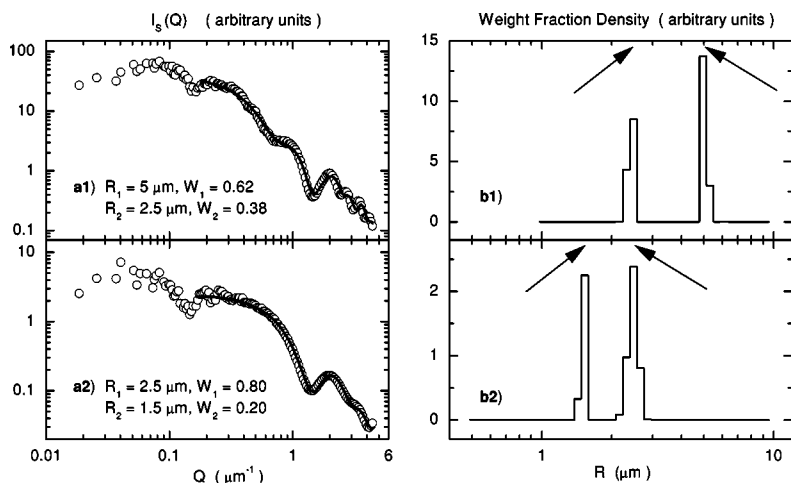 I_S(Q) ( arbitrary units )
100
10
1
0.1
a1) R_1 = 5 μm, W_1 = 0.62
R_2 = 2.5 μm, W_2 = 0.38
10
1
0.1
a2) R_1 = 2.5 μm, W_1 = 0.80
R_2 = 1.5 μm, W_2 = 0.20
0.01 0.1 1 6
Q ( μm^-1 )
Weight Fraction Density ( arbitrary units )
15
10
5
0
b1)
2
1
0
b2)
1 10
R (μm)